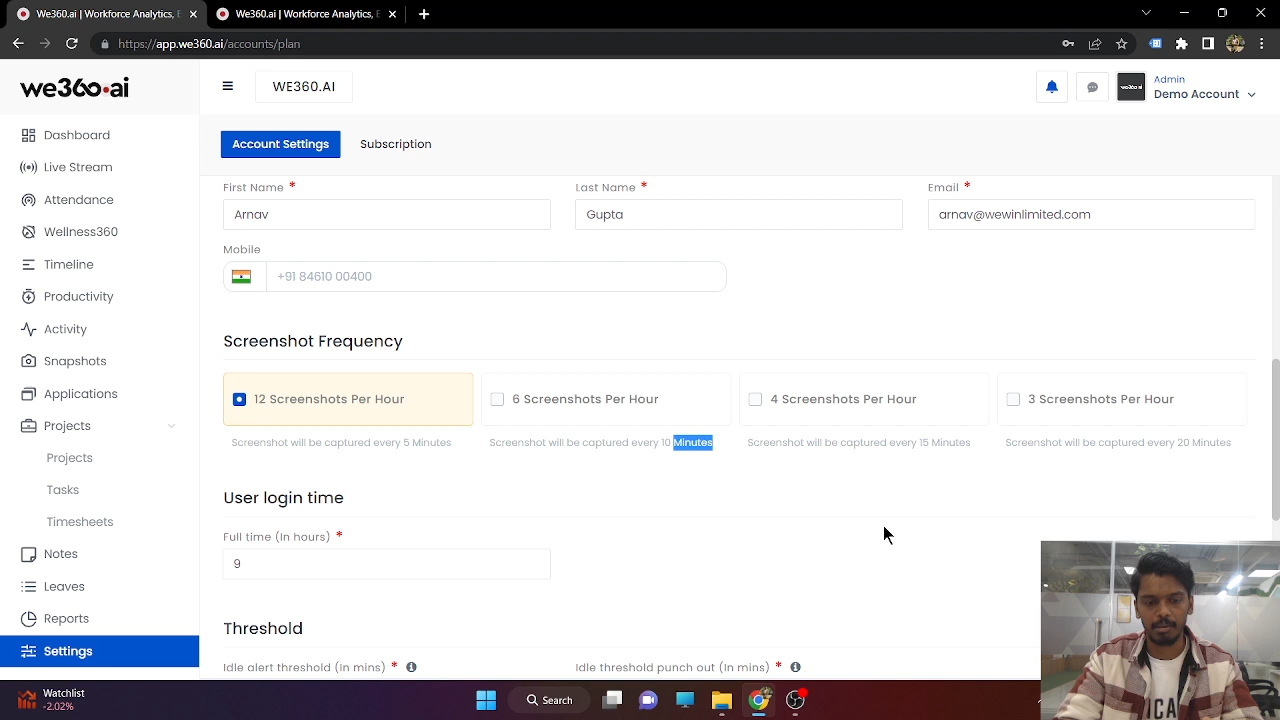 we360.ai | Workforce Analytics, E
we360.ai | Workforce Analytics, E
https://app.we360.ai/accounts/plan
we360.ai
WE360.AI
Admin
Demo Account
Dashboard
Live Stream
Attendance
Wellness360
Timeline
Productivity
Activity
Snapshots
Applications
Projects
Projects
Tasks
Timesheets
Notes
Leaves
Reports
Settings
Account Settings
Subscription
First Name *
Last Name *
Email *
Arnav
Gupta
arnav@wewinlimited.com
Mobile
+91 84610 00400
Screenshot Frequency
12 Screenshots Per Hour
6 Screenshots Per Hour
4 Screenshots Per Hour
3 Screenshots Per Hour
Screenshot will be captured every 5 Minutes
Screenshot will be captured every 10 Minutes
Screenshot will be captured every 15 Minutes
Screenshot will be captured every 20 Minutes
User login time
Full time (In hours) *
9
Threshold
Idle alert threshold (In mins) *
Idle threshold punch out (In mins) *
Watchlist
-2.02%
Search